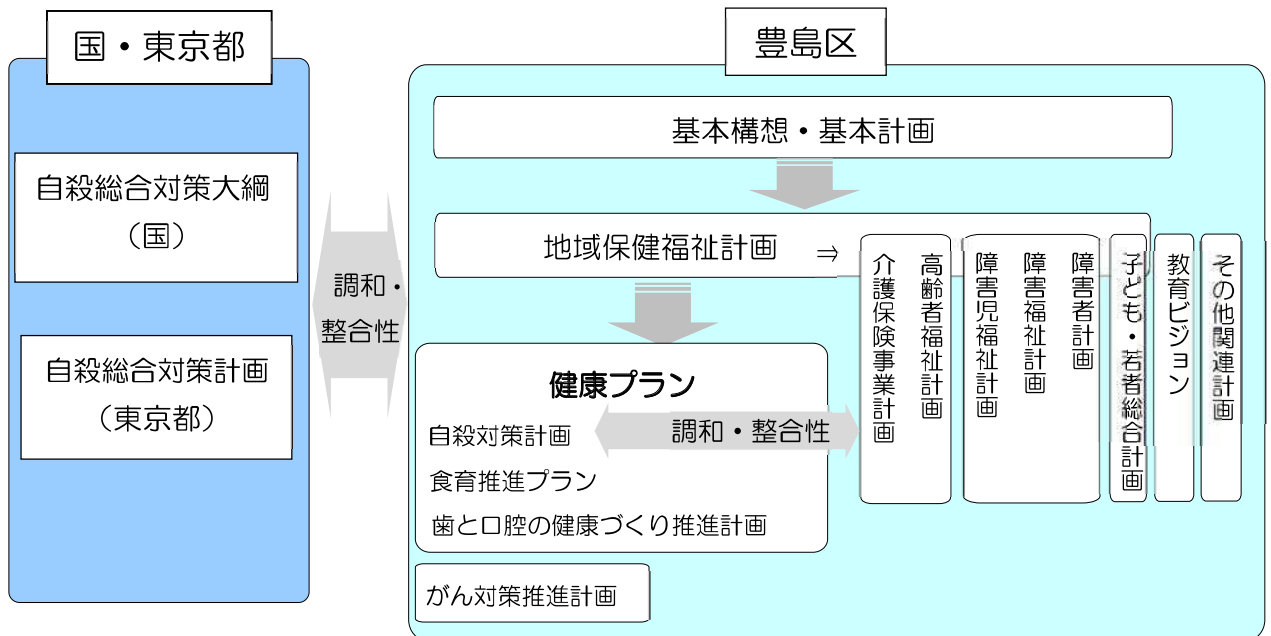 国・東京都
自殺総合対策大綱
（国）
自殺総合対策計画
（東京都）
調和・
整合性
豊島区
基本構想・基本計画
地域保健福祉計画 ⇒
健康プラン
自殺対策計画
食育推進プラン
歯と口腔の健康づくり推進計画
調和・整合性
がん対策推進計画
高齢者福祉計画
介護保険事業計画
障害者計画
障害福祉計画
障害児福祉計画
子ども・若者総合計画
教育ビジョン
その他関連計画